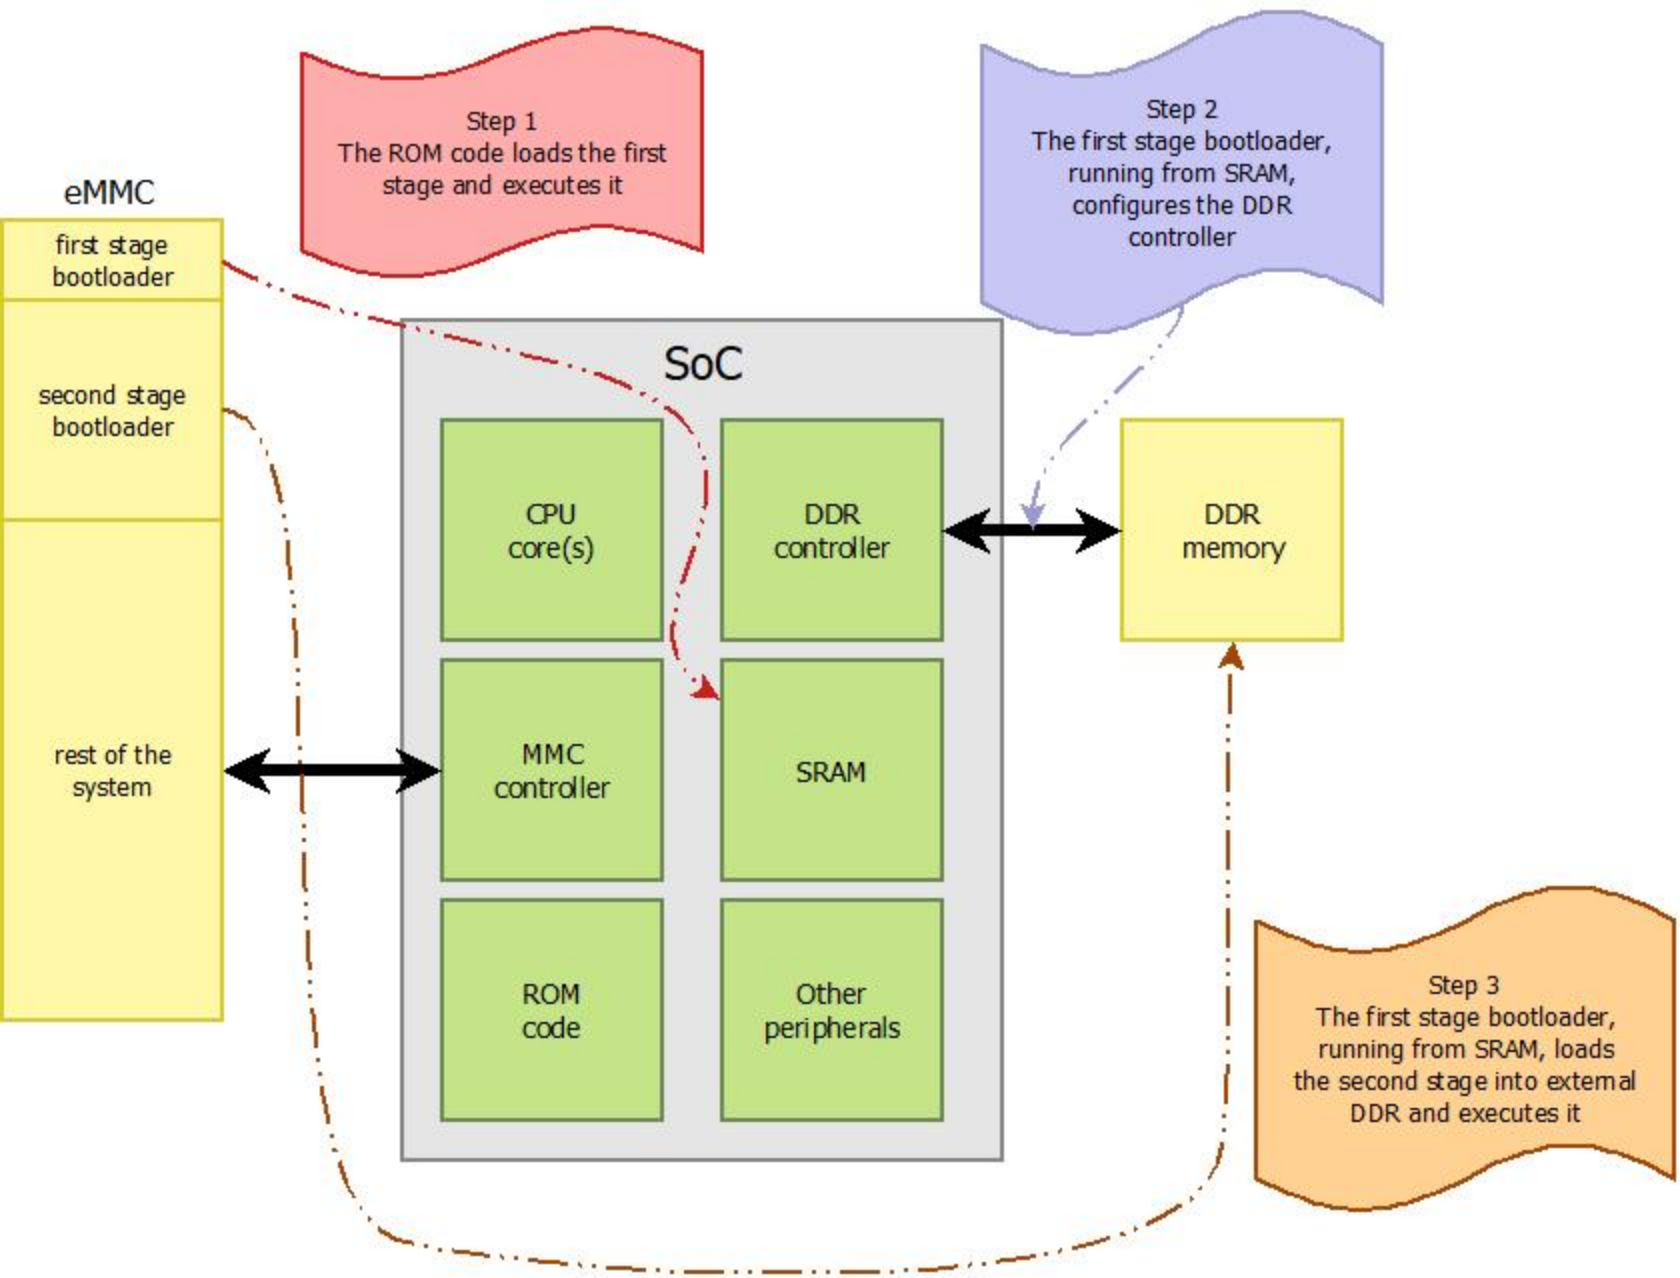 Step 1
The ROM code loads the first
stage and executes it
Step 2
The first stage bootloader,
running from SRAM,
configures the DDR
controller
eMMC
first stage
bootloader
second stage
bootloader
rest of the
system
SoC
CPU
core(s)
DDR
controller
DDR
memory
MMC
controller
SRAM
ROM
code
Other
peripherals
Step 3
The first stage bootloader,
running from SRAM, loads
the second stage into external
DDR and executes it